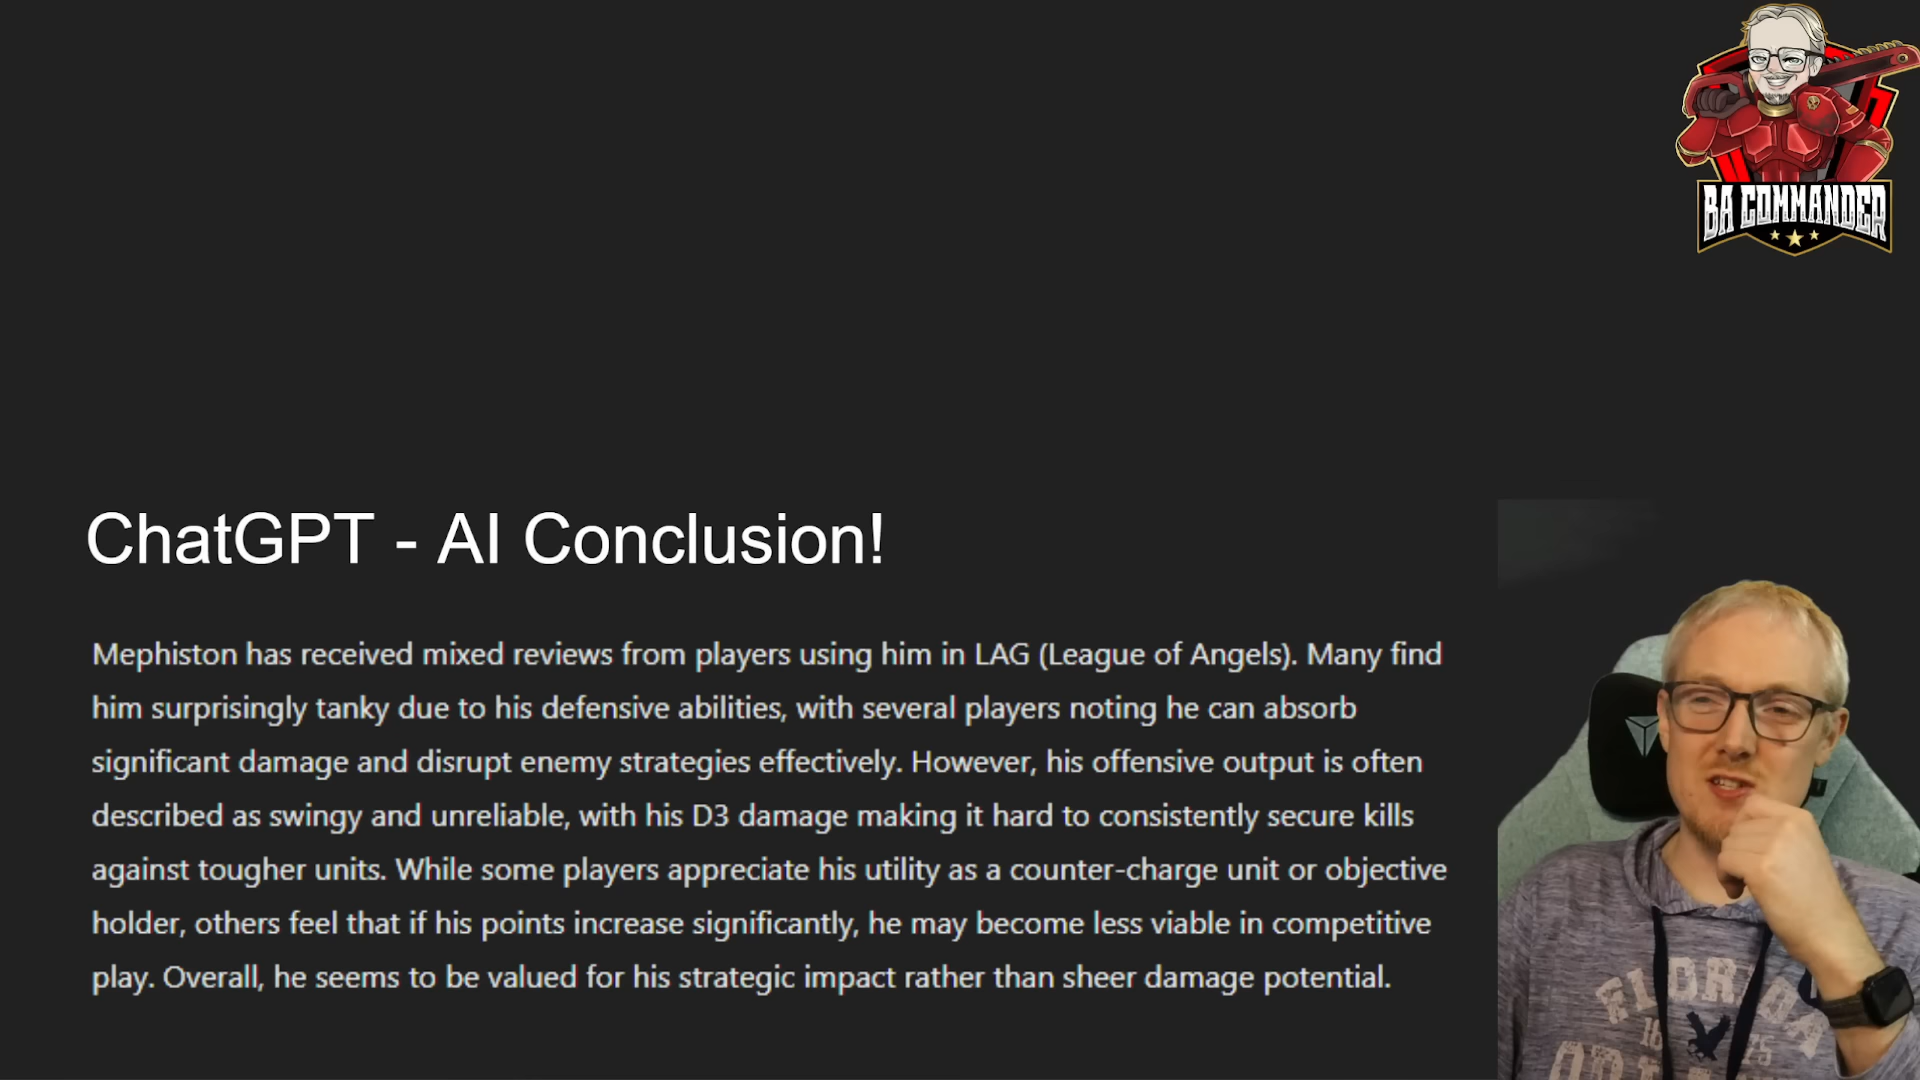 BA COMMANDER
ChatGPT - AI Conclusion!
Mephiston has received mixed reviews from players using him in LAG (League of Angels). Many find
him surprisingly tanky due to his defensive abilities, with several players noting he can absorb
significant damage and disrupt enemy strategies effectively. However, his offensive output is often
described as swingy and unreliable, with his D3 damage making it hard to consistently secure kills
against tougher units. While some players appreciate his utility as a counter-charge unit or objective
holder, others feel that if his points increase significantly, he may become less viable in competitive
play. Overall, he seems to be valued for his strategic impact rather than sheer damage potential.